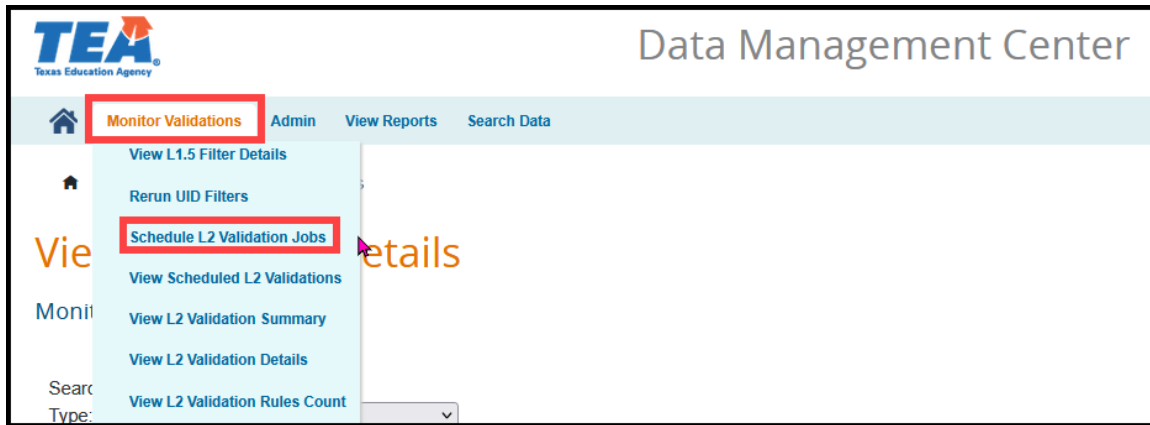 TEA
Texas Education Agency
Data Management Center
Monitor Validations Admin View Reports Search Data
View L1.5 Filter Details
Rerun UID Filters
Schedule L2 Validation Jobs
Vie etails
View Scheduled L2 Validations
Monit
View L2 Validation Summary
View L2 Validation Details
Searc
View L2 Validation Rules Count
Type: